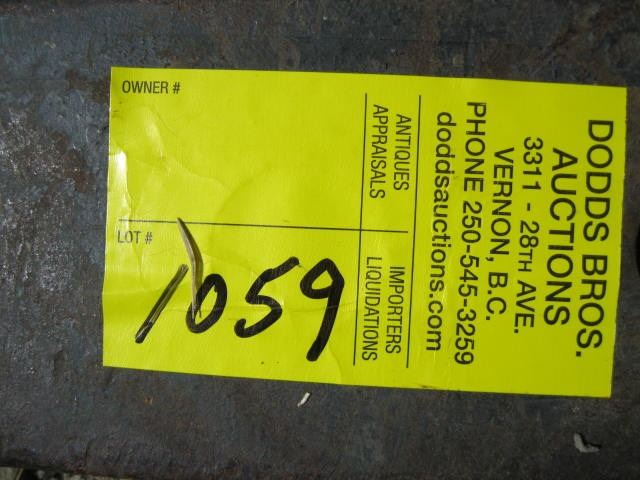 DODDS BROS.
AUCTIONS
3311 - 28TH AVE.
VERNON, B.C.
PHONE 250-545-3259
doddsauctions.com
ANTIQUES
APPRAISALS
IMPORTERS
LIQUIDATIONS
OWNER #
LOT #
1059